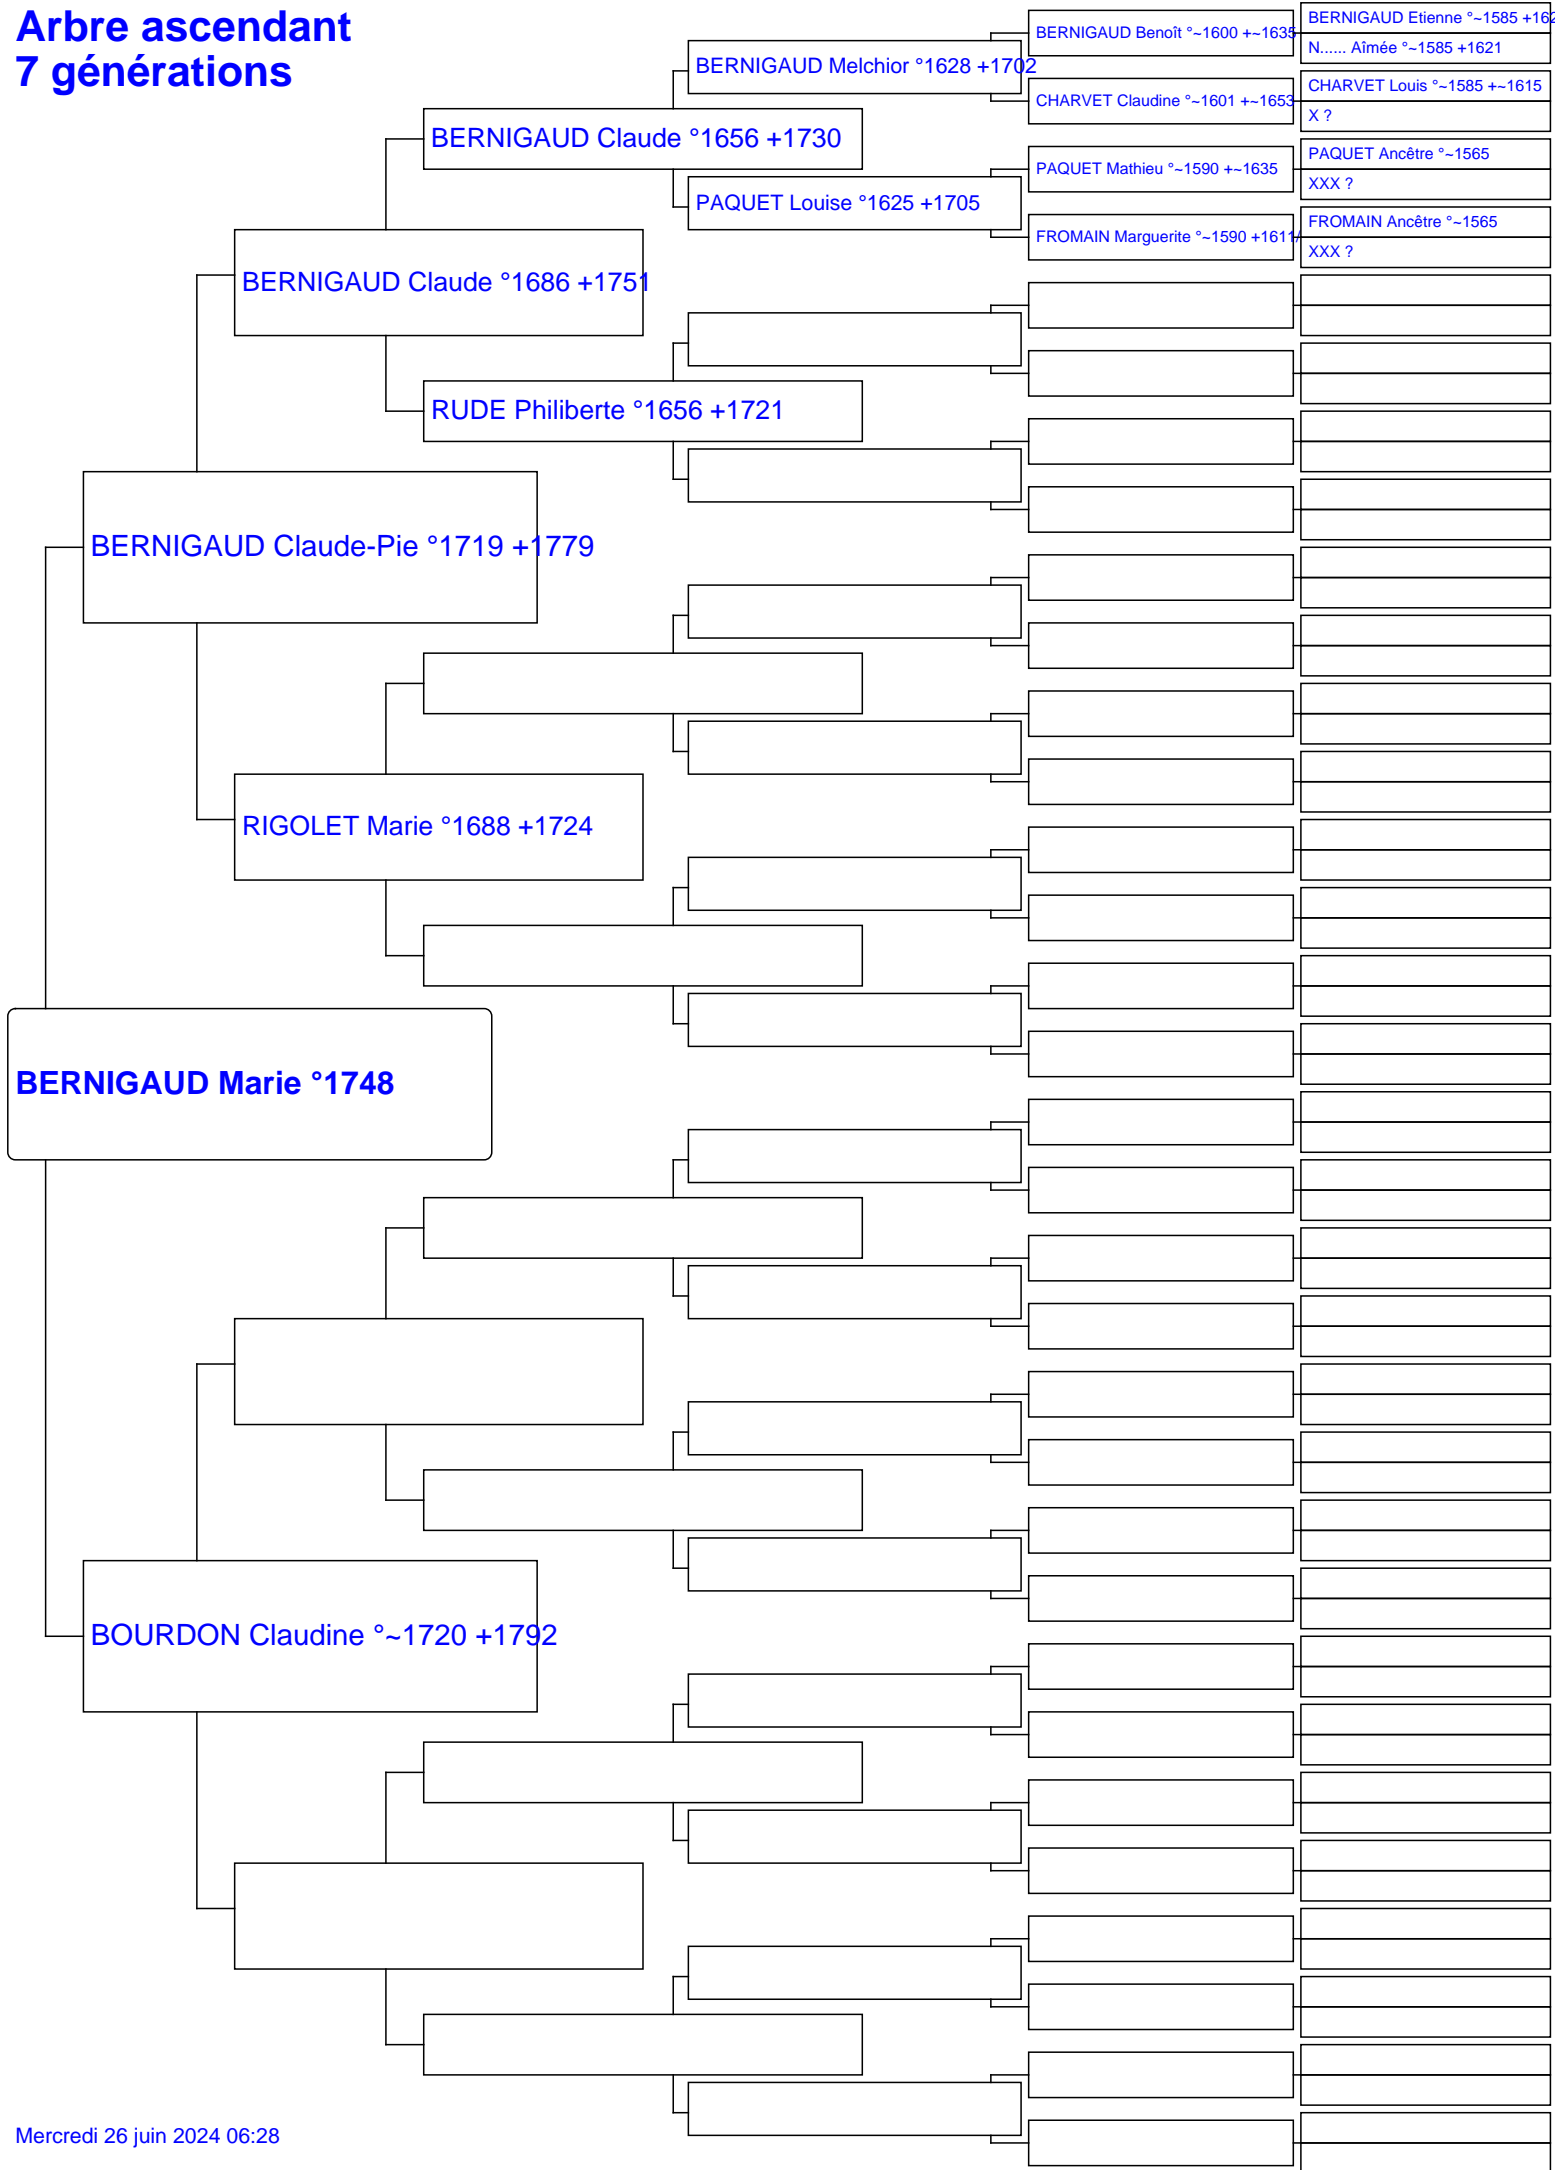 Arbre ascendant
7 générations
BERNIGAUD Etienne °~1585 +162
BERNIGAUD Benoît °~1600 +~1635
N...... Aîmée °~1585 +1621
BERNIGAUD Melchior °1628 +1702
CHARVET Louis °~1585 +~1615
CHARVET Claudine °~1601 +~1653
X ?
BERNIGAUD Claude °1656 +1730
PAQUET Ancêtre °~1565
PAQUET Mathieu °~1590 +~1635
XXX ?
PAQUET Louise °1625 +1705
FROMAIN Ancêtre °~1565
FROMAIN Marguerite °~1590 +1611/
XXX ?
BERNIGAUD Claude °1686 +1751
RUDE Philiberte °1656 +1721
BERNIGAUD Claude-Pie °1719 +1779
RIGOLET Marie °1688 +1724
BERNIGAUD Marie °1748
BOURDON Claudine °~1720 +1792
Mercredi 26 juin 2024 06:28